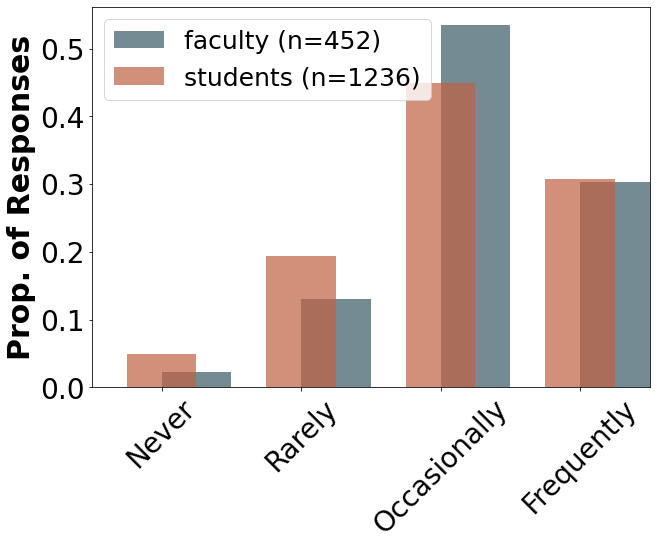 faculty (n=452)
students (n=1236)
Prop. of Responses
0.5
0.4
0.3
0.2
0.1
0.0
Never
Rarely
Occasionally
Frequently